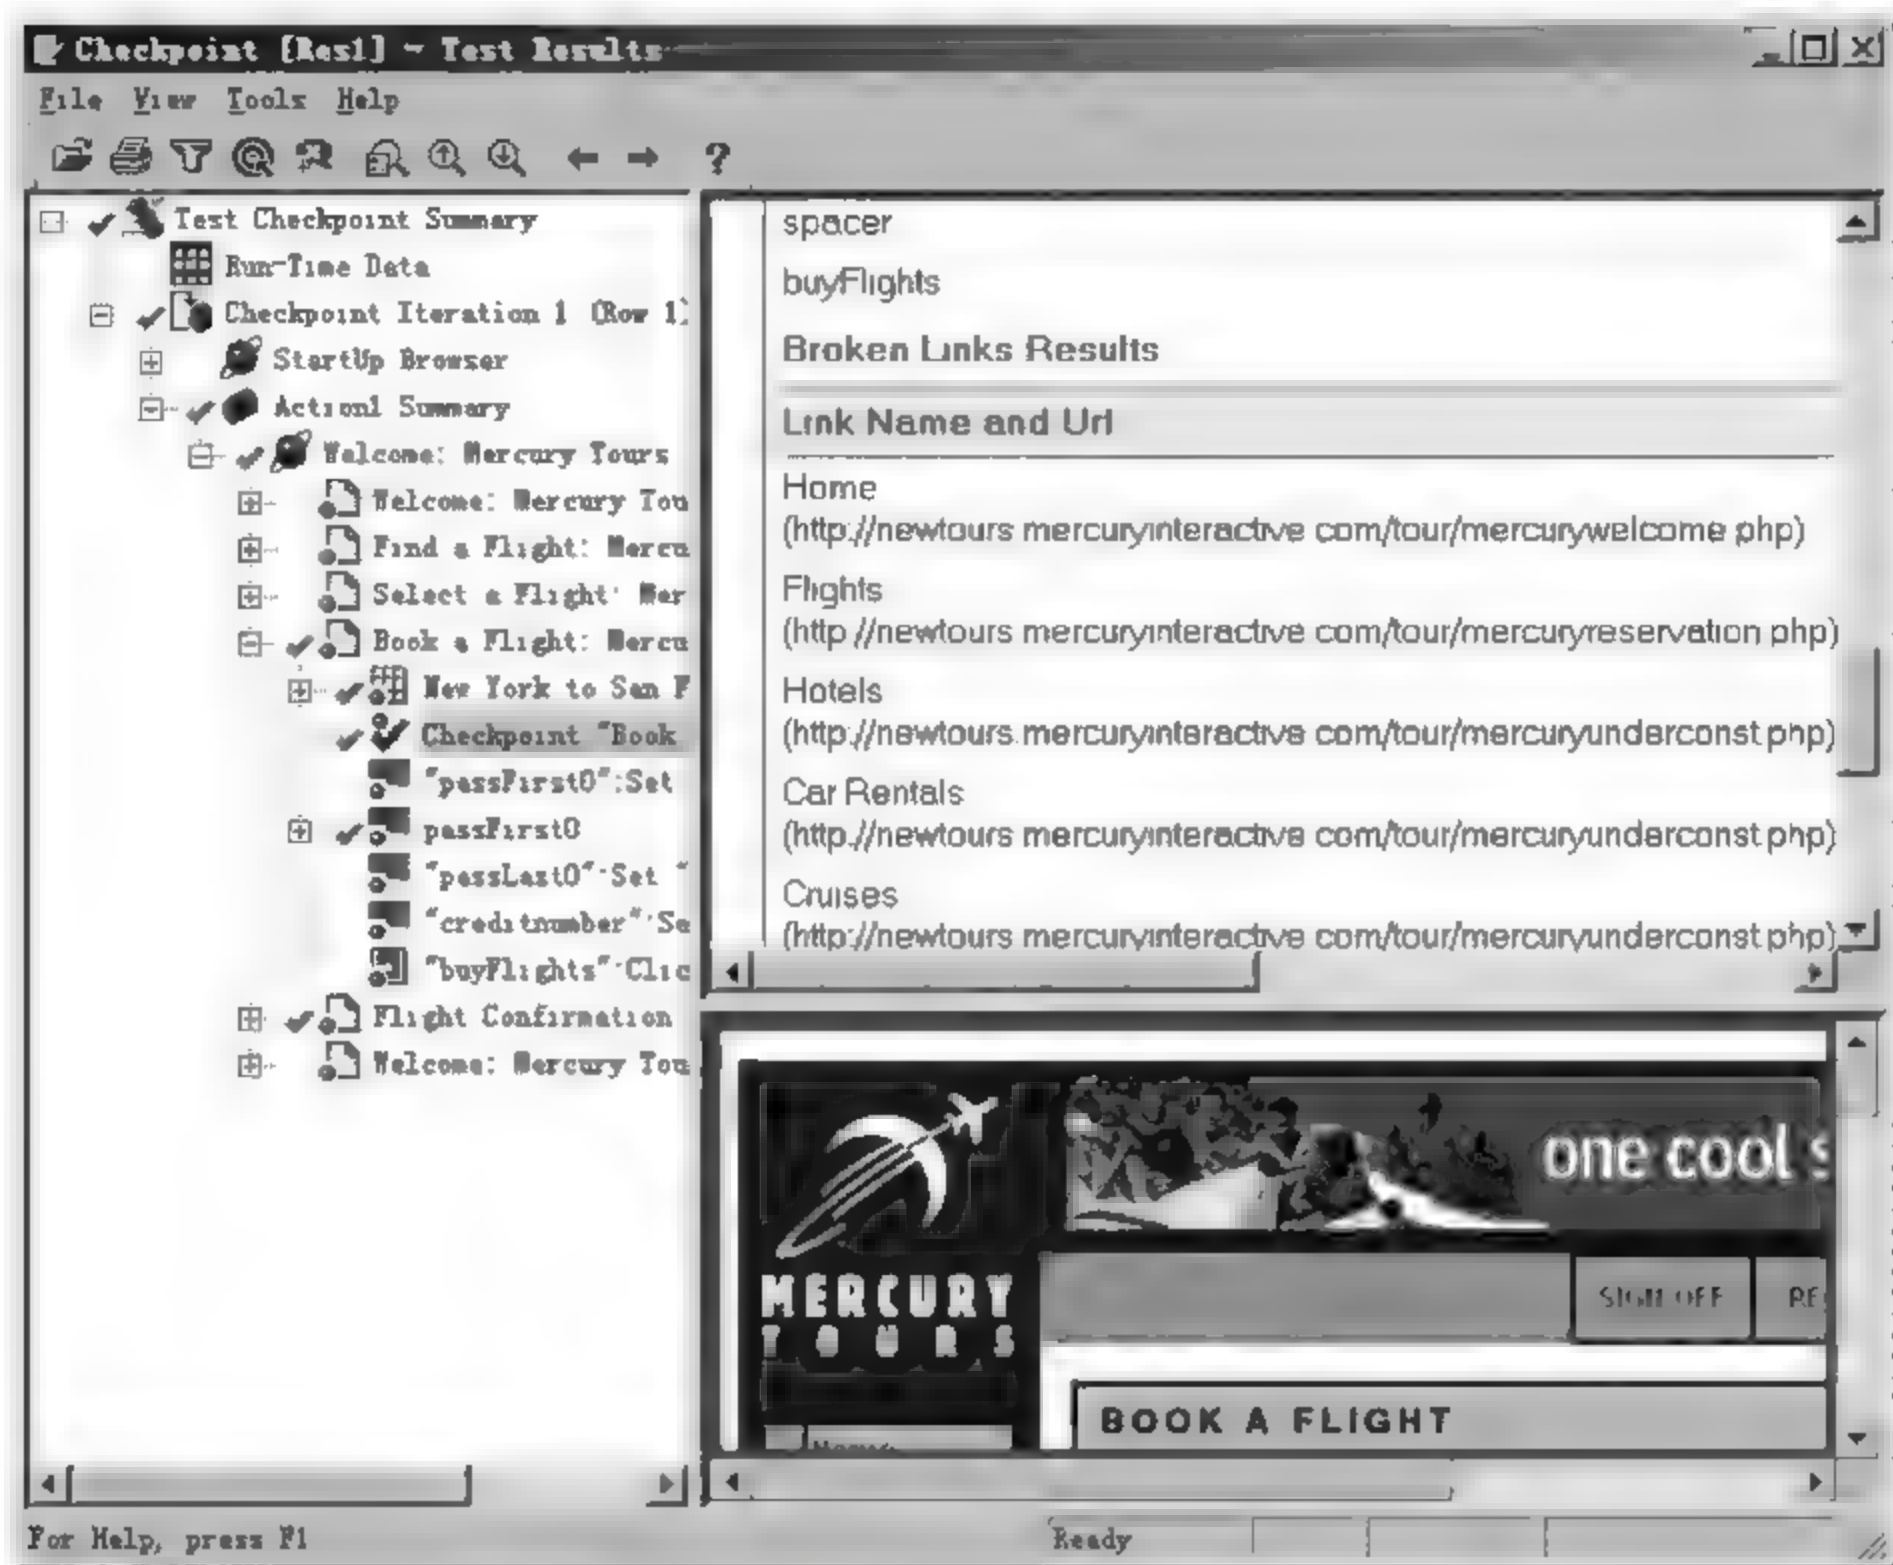 Checkpoint [Res1] - Test Results
File View Tools Help
?
Test Checkpoint Summary
Run-Time Data
Checkpoint Iteration 1 (Row 1)
StartUp Browser
Action1 Summary
Welcome: Mercury Tours
Welcome: Mercury Tou
Find a Flight: Mercu
Select a Flight: Mer
Book a Flight: Mercu
New York to San F
Checkpoint "Book
"passFirst0":Set
passFirst0
"passLast0":Set "
"creditnumber":Se
"buyFlights":Clic
Flight Confirmation
Welcome: Mercury Tou
spacer
buyFlights
Broken Links Results
Link Name and Url
Home
(http://newtours.mercuryinteractive.com/tour/mercurywelcome.php)
Flights
(http://newtours.mercuryinteractive.com/tour/mercuryreservation.php)
Hotels
(http://newtours.mercuryinteractive.com/tour/mercuryunderconst.php)
Car Rentals
(http://newtours.mercuryinteractive.com/tour/mercuryunderconst.php)
Cruises
(http://newtours.mercuryinteractive.com/tour/mercuryunderconst.php)
one cool s
MERCURY
TOURS
SIGN-OFF
RE
BOOK A FLIGHT
Home
For Help, press F1
Ready